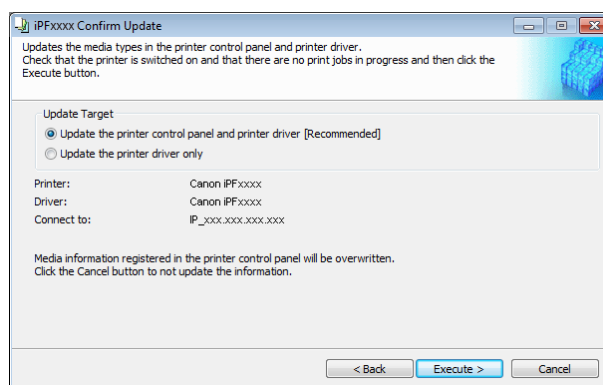 iPFxxxx Confirm Update
Updates the media types in the printer control panel and printer driver.
Check that the printer is switched on and that there are no print jobs in progress and then click the
Execute button.
Update Target
Update the printer control panel and printer driver [Recommended]
Update the printer driver only
Printer: Canon iPFxxxx
Driver: Canon iPFxxxx
Connect to: IP_xxx.xxx.xxx.xxx
Media information registered in the printer control panel will be overwritten.
Click the Cancel button to not update the information.
< Back Execute > Cancel